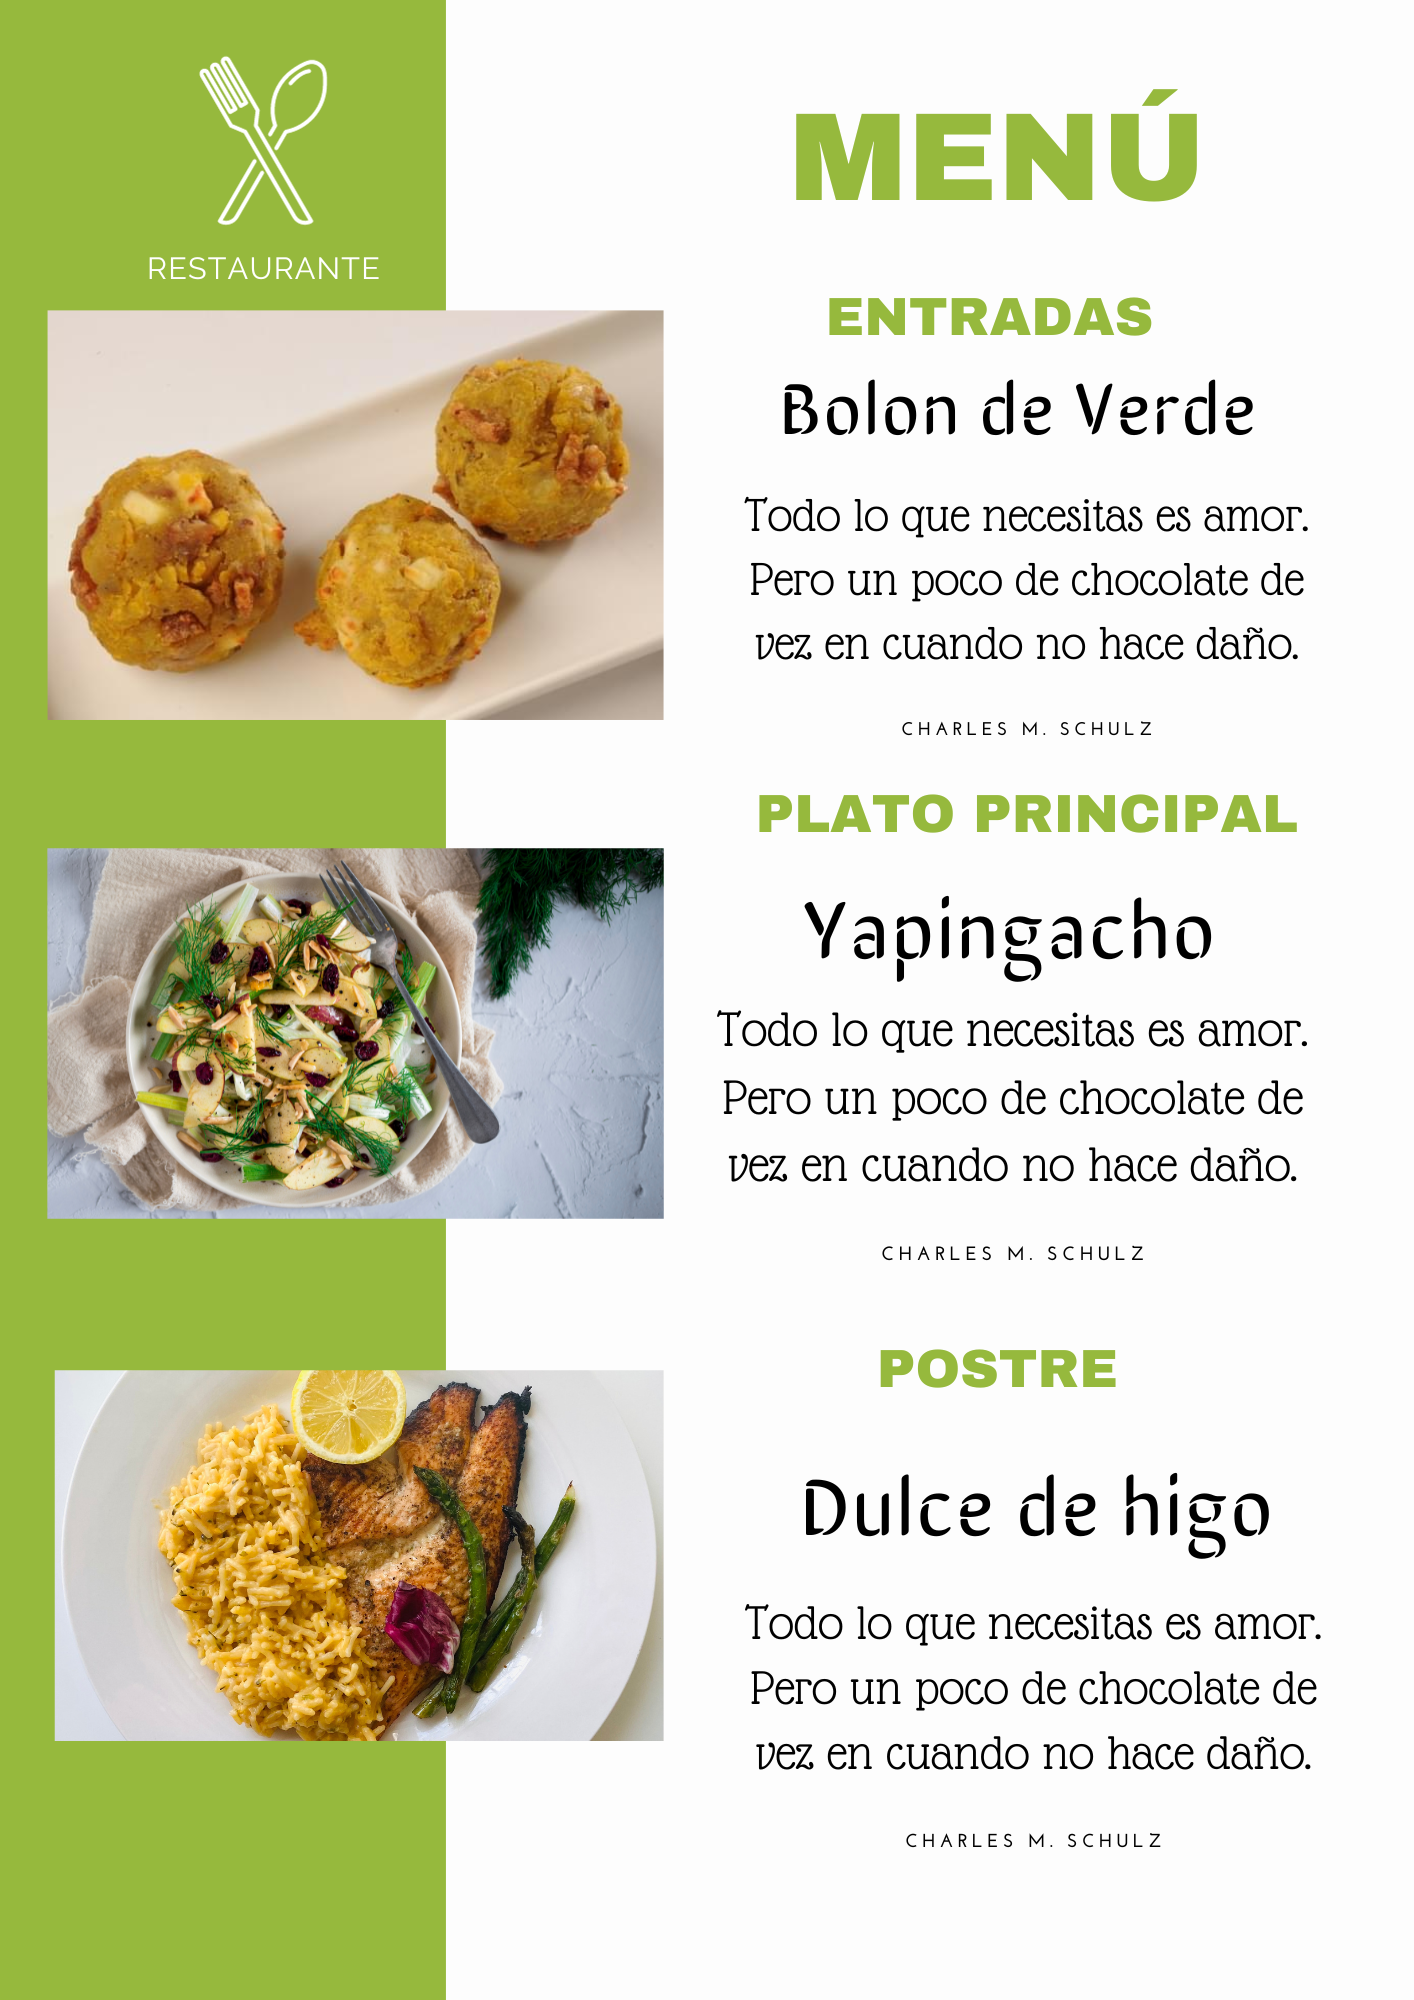 RESTAURANTE
MENÚ
ENTRADAS
Bolon de Verde
Todo lo que necesitas es amor.
Pero un poco de chocolate de
vez en cuando no hace daño.
CHARLES M. SCHULZ
PLATO PRINCIPAL
Yapingacho
Todo lo que necesitas es amor.
Pero un poco de chocolate de
vez en cuando no hace daño.
CHARLES M. SCHULZ
POSTRE
Dulce de higo
Todo lo que necesitas es amor.
Pero un poco de chocolate de
vez en cuando no hace daño.
CHARLES M. SCHULZ